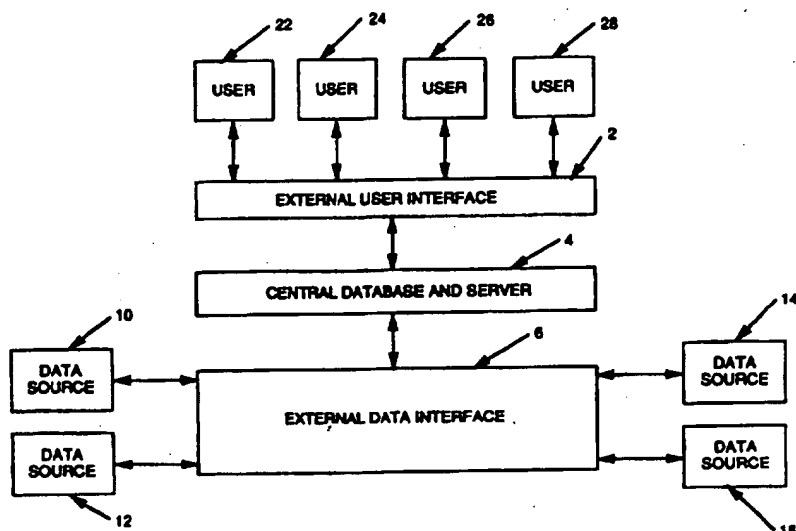 22
24
26
28
USER
USER
USER
USER
2
EXTERNAL USER INTERFACE
4
CENTRAL DATABASE AND SERVER
10
6
14
DATA
SOURCE
DATA
SOURCE
EXTERNAL DATA INTERFACE
DATA
SOURCE
DATA
SOURCE
12